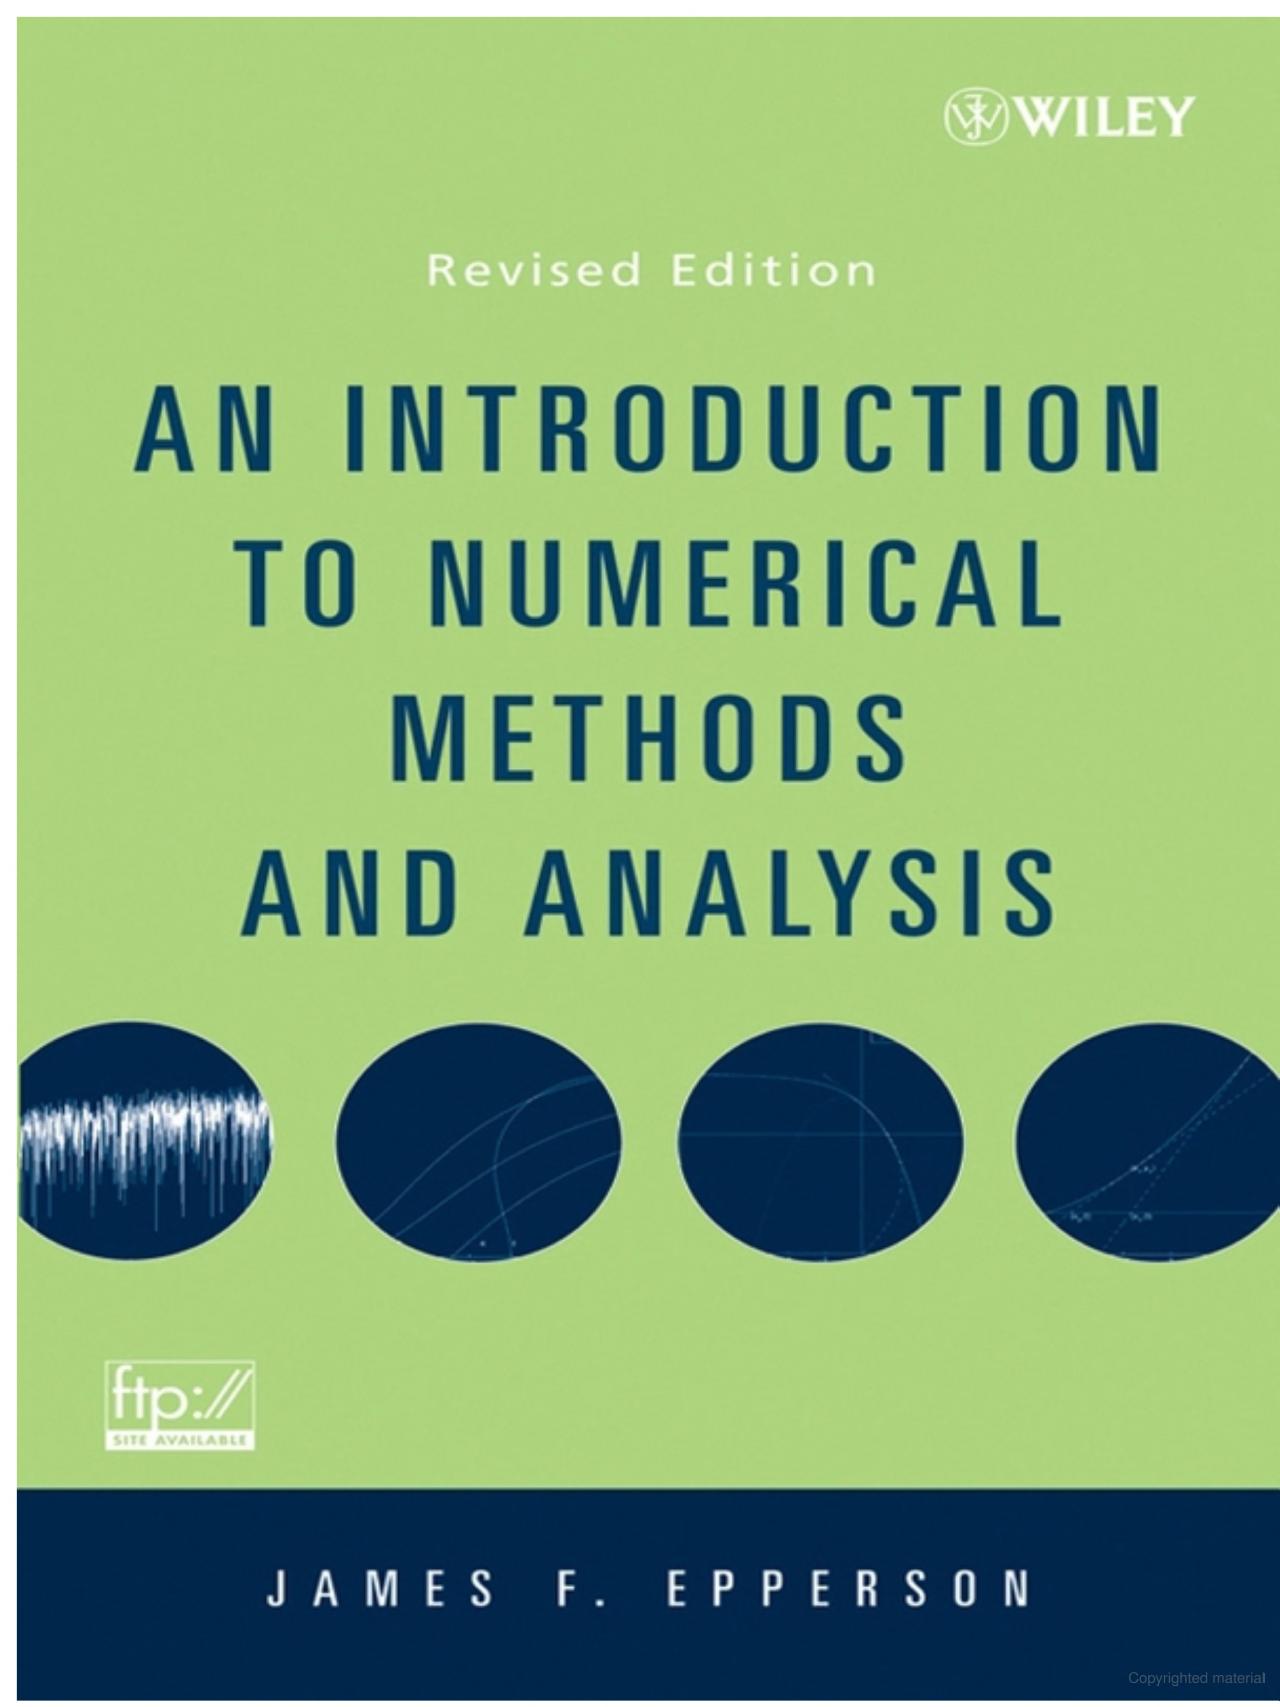 WILEY
Revised Edition
AN INTRODUCTION
TO NUMERICAL
METHODS
AND ANALYSIS
ftp://
SITE AVAILABLE
JAMES F. EPPERSON
Copyrighted material